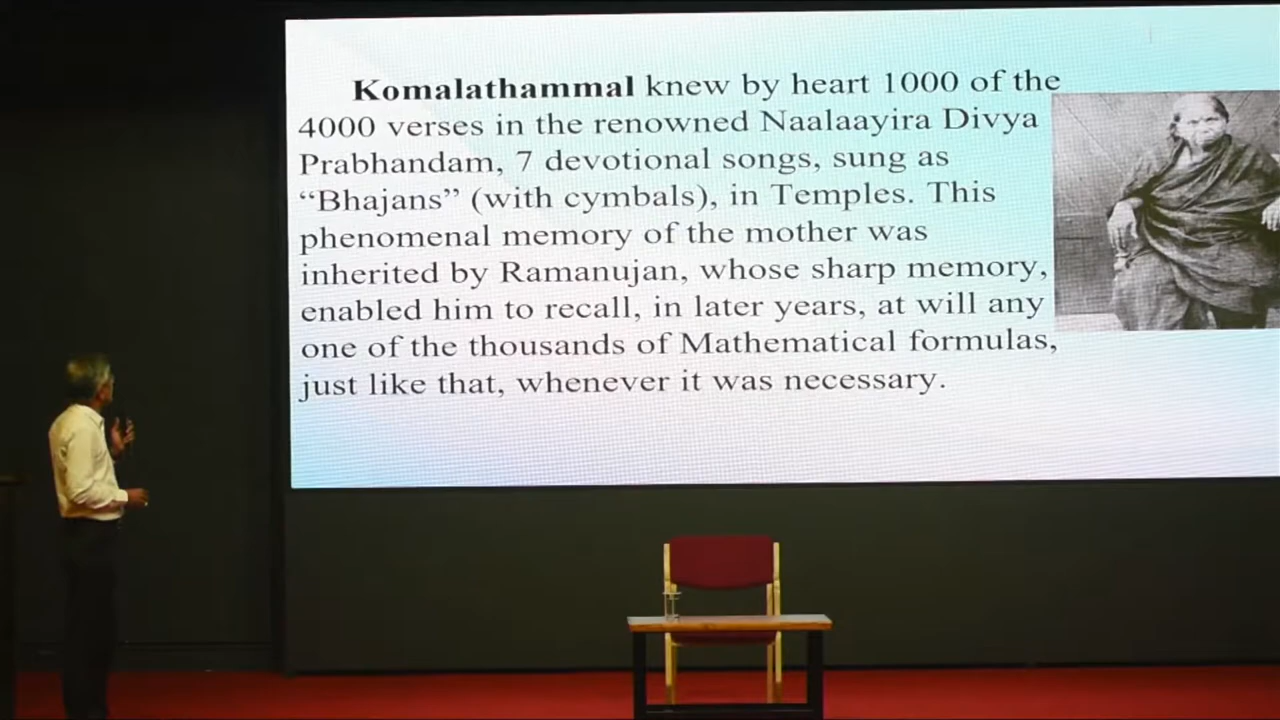 Komalathammal knew by heart 1000 of the
4000 verses in the renowned Naalaayira Divya
Prabhandam, 7 devotional songs, sung as
“Bhajans” (with cymbals), in Temples. This
phenomenal memory of the mother was
inherited by Ramanujan, whose sharp memory,
enabled him to recall, in later years, at will any
one of the thousands of Mathematical formulas,
just like that, whenever it was necessary.